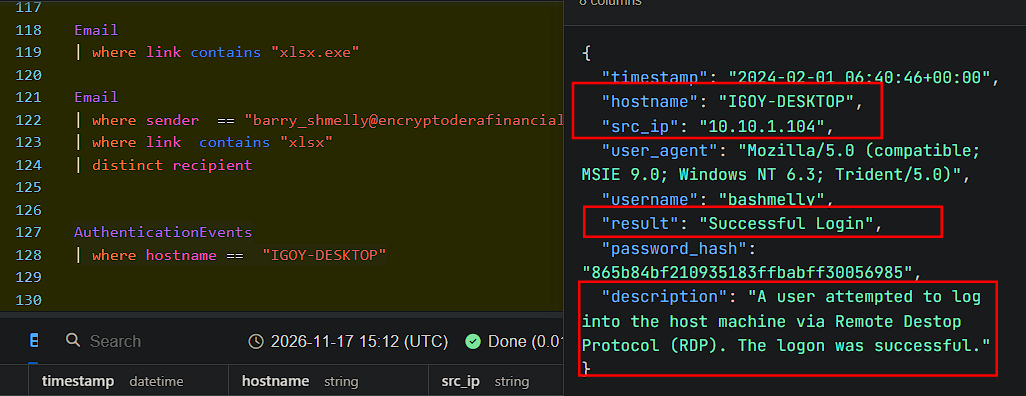 117
118 Email
119 | where link contains "xlsx.exe"
120
121 Email
122 | where sender == "barry_shmelly@encryptoderafinancial
123 | where link contains "xlsx"
124 | distinct recipient
125
126
127 AuthenticationEvents
128 | where hostname == "IGOY-DESKTOP"
129
130
E Search 2026-11-17 15:12 (UTC) Done (0.01
timestamp datetime hostname string src_ip string
8 columns
{
"timestamp": "2024-02-01 06:40:46+00:00",
"hostname": "IGOY-DESKTOP",
"src_ip": "10.10.1.104",
"user_agent": "Mozilla/5.0 (compatible;
MSIE 9.0; Windows NT 6.3; Trident/5.0)",
"username": "bashmelly",
"result": "Successful Login",
"password_hash":
"865b84bf210935183ffbabff30056985",
"description": "A user attempted to log
into the host machine via Remote Destop
Protocol (RDP). The logon was successful."
}